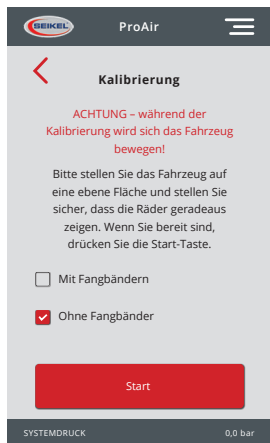 SEIKEL
ProAir
Kalibrierung
ACHTUNG – während der
Kalibrierung wird sich das Fahrzeug
bewegen!
Bitte stellen Sie das Fahrzeug auf
eine ebene Fläche und stellen Sie
sicher, dass die Räder geradeaus
zeigen. Wenn Sie bereit sind,
drücken Sie die Start-Taste.
Mit Fangbändern
Ohne Fangbänder
Start
SYSTEMDRUCK 0,0 bar